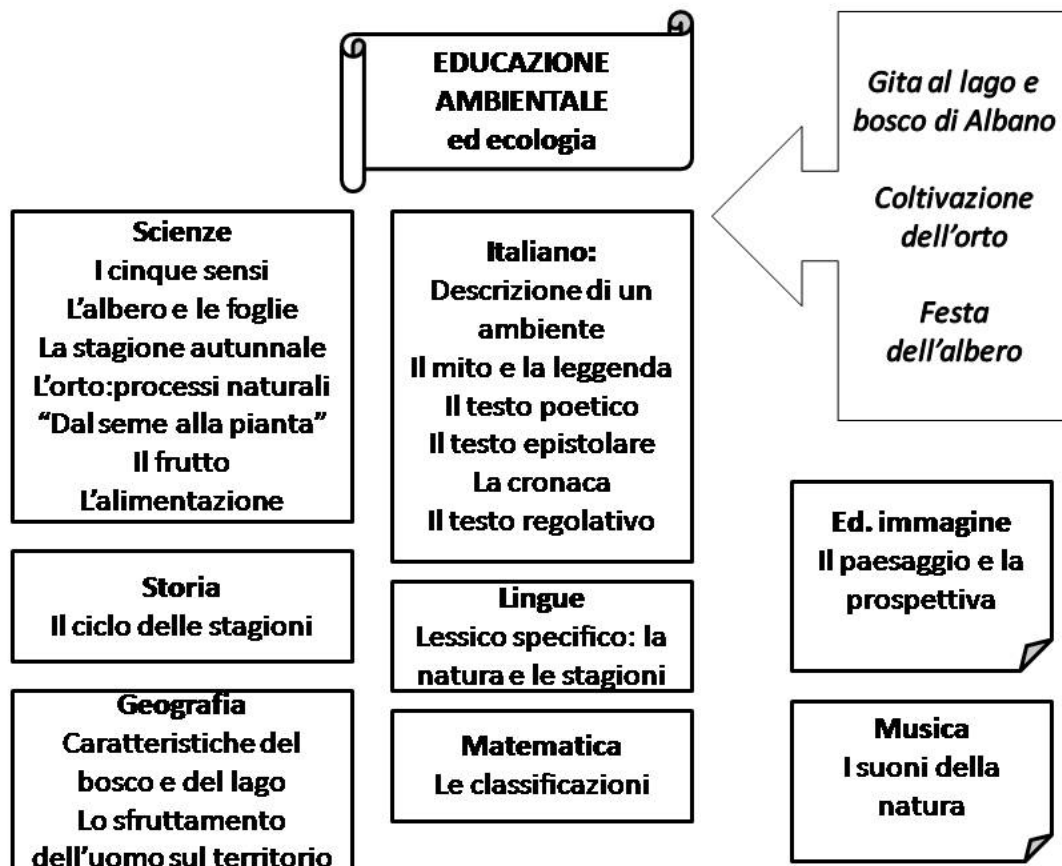 EDUCAZIONE
AMBIENTALE
ed ecologia
Gita al lago e
bosco di Albano
Coltivazione
dell'orto
Festa
dell'albero
Scienze
I cinque sensi
L'albero e le foglie
La stagione autunnale
L'orto:processi naturali
"Dal seme alla pianta"
Il frutto
L'alimentazione
Italiano:
Descrizione di un
ambiente
Il mito e la leggenda
Il testo poetico
Il testo epistolare
La cronaca
Il testo regolativo
Storia
Il ciclo delle stagioni
Lingue
Lessico specifico: la
natura e le stagioni
Ed. immagine
Il paesaggio e la
prospettiva
Geografia
Caratteristiche del
bosco e del lago
Lo sfruttamento
dell'uomo sul territorio
Matematica
Le classificazioni
Musica
I suoni della
natura